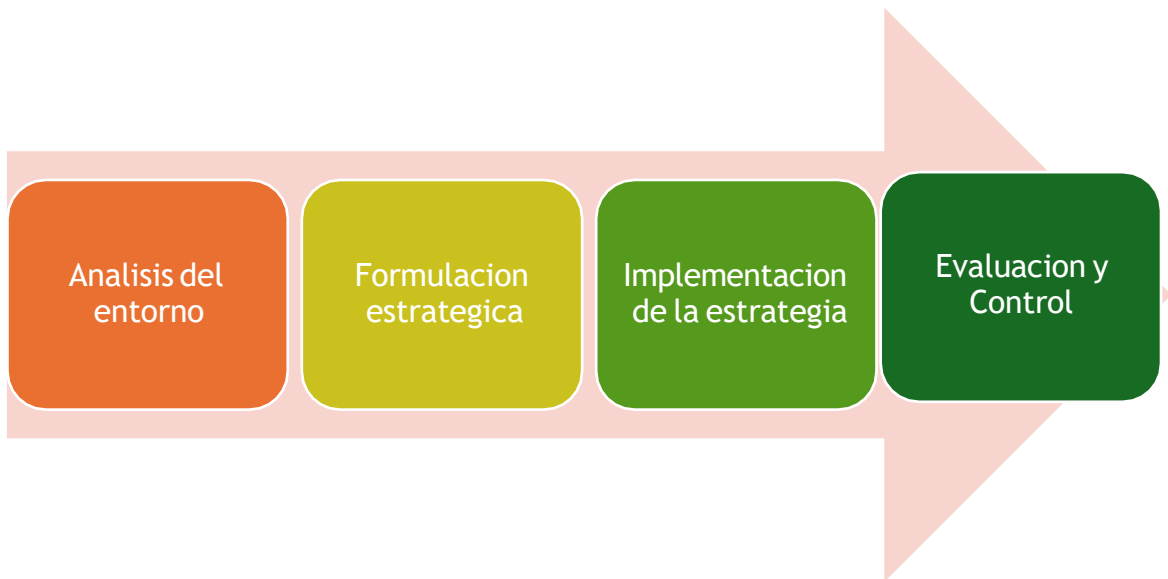 Analisis del
entorno
Formulacion
estrategica
Implementacion
de la estrategia
Evaluacion y
Control